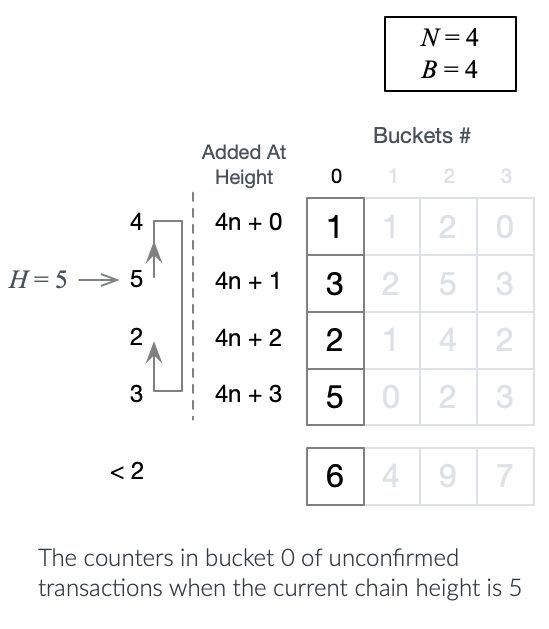 N = 4
B = 4
Buckets #
Added At
Height
0 1 2 3
4 4n + 0 1 1 2 0
H = 5 5 4n + 1 3 2 5 3
2 4n + 2 2 1 4 2
3 4n + 3 5 0 2 3
< 2 6 4 9 7
The counters in bucket 0 of unconfirmed
transactions when the current chain height is 5